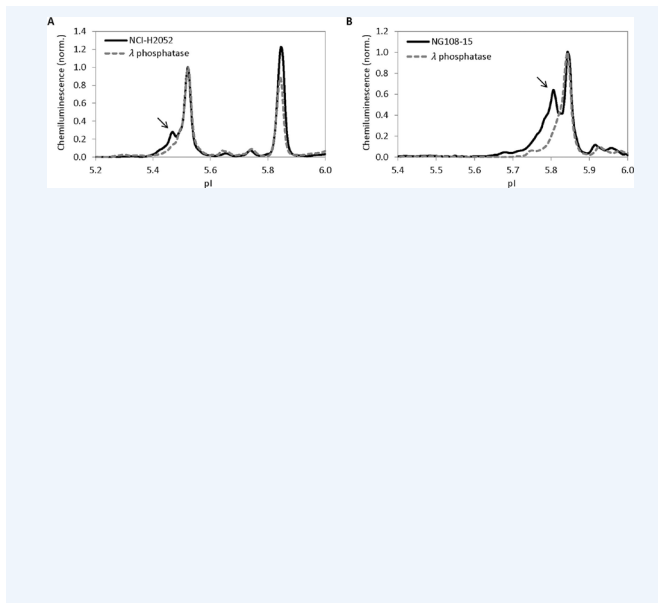 A
NCI-H2052
λ phosphatase
Chemiluminescence (norm.)
1.4
1.2
1.0
0.8
0.6
0.4
0.2
0.0
5.2 5.4 5.6 5.8 6.0
pI
B
NG108-15
λ phosphatase
Chemiluminescence (norm.)
1.2
1.0
0.8
0.6
0.4
0.2
0.0
5.4 5.5 5.6 5.7 5.8 5.9 6.0
pI